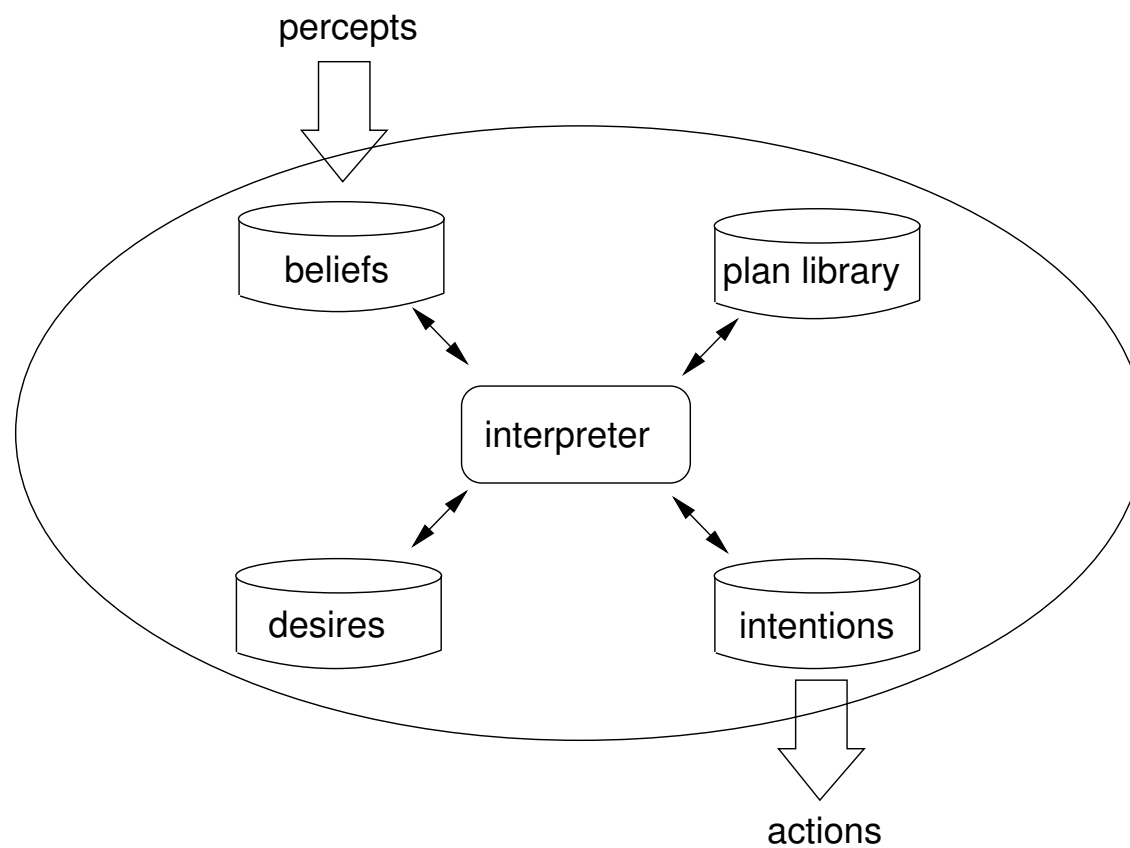 percepts
beliefs
plan library
interpreter
desires
intentions
actions